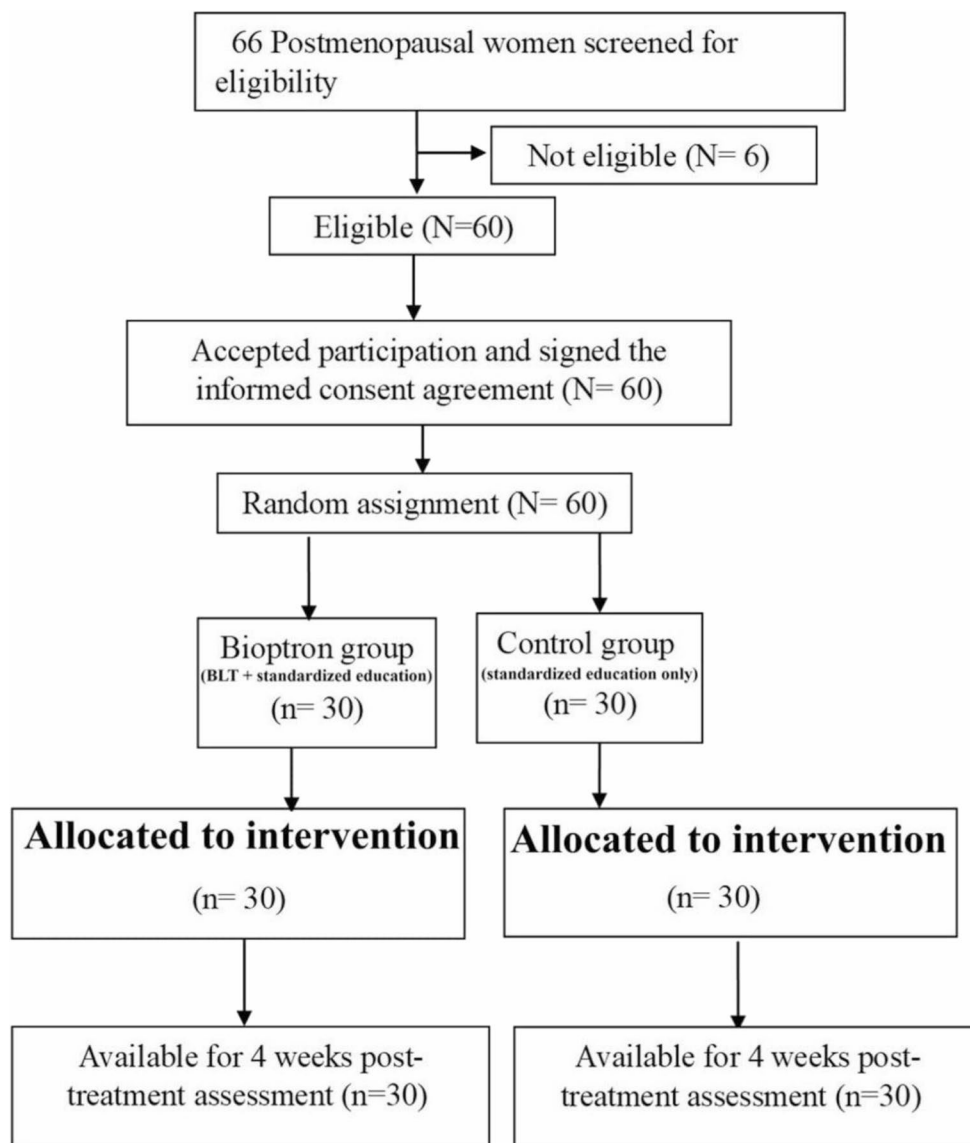 66 Postmenopausal women screened for
eligibility
Not eligible (N= 6)
Eligible (N=60)
Accepted participation and signed the
informed consent agreement (N= 60)
Random assignment (N= 60)
Bioptron group
(BLT + standardized education)
(n= 30)
Control group
(standardized education only)
(n= 30)
Allocated to intervention
(n= 30)
Allocated to intervention
(n= 30)
Available for 4 weeks post-
treatment assessment (n=30)
Available for 4 weeks post-
treatment assessment (n=30)